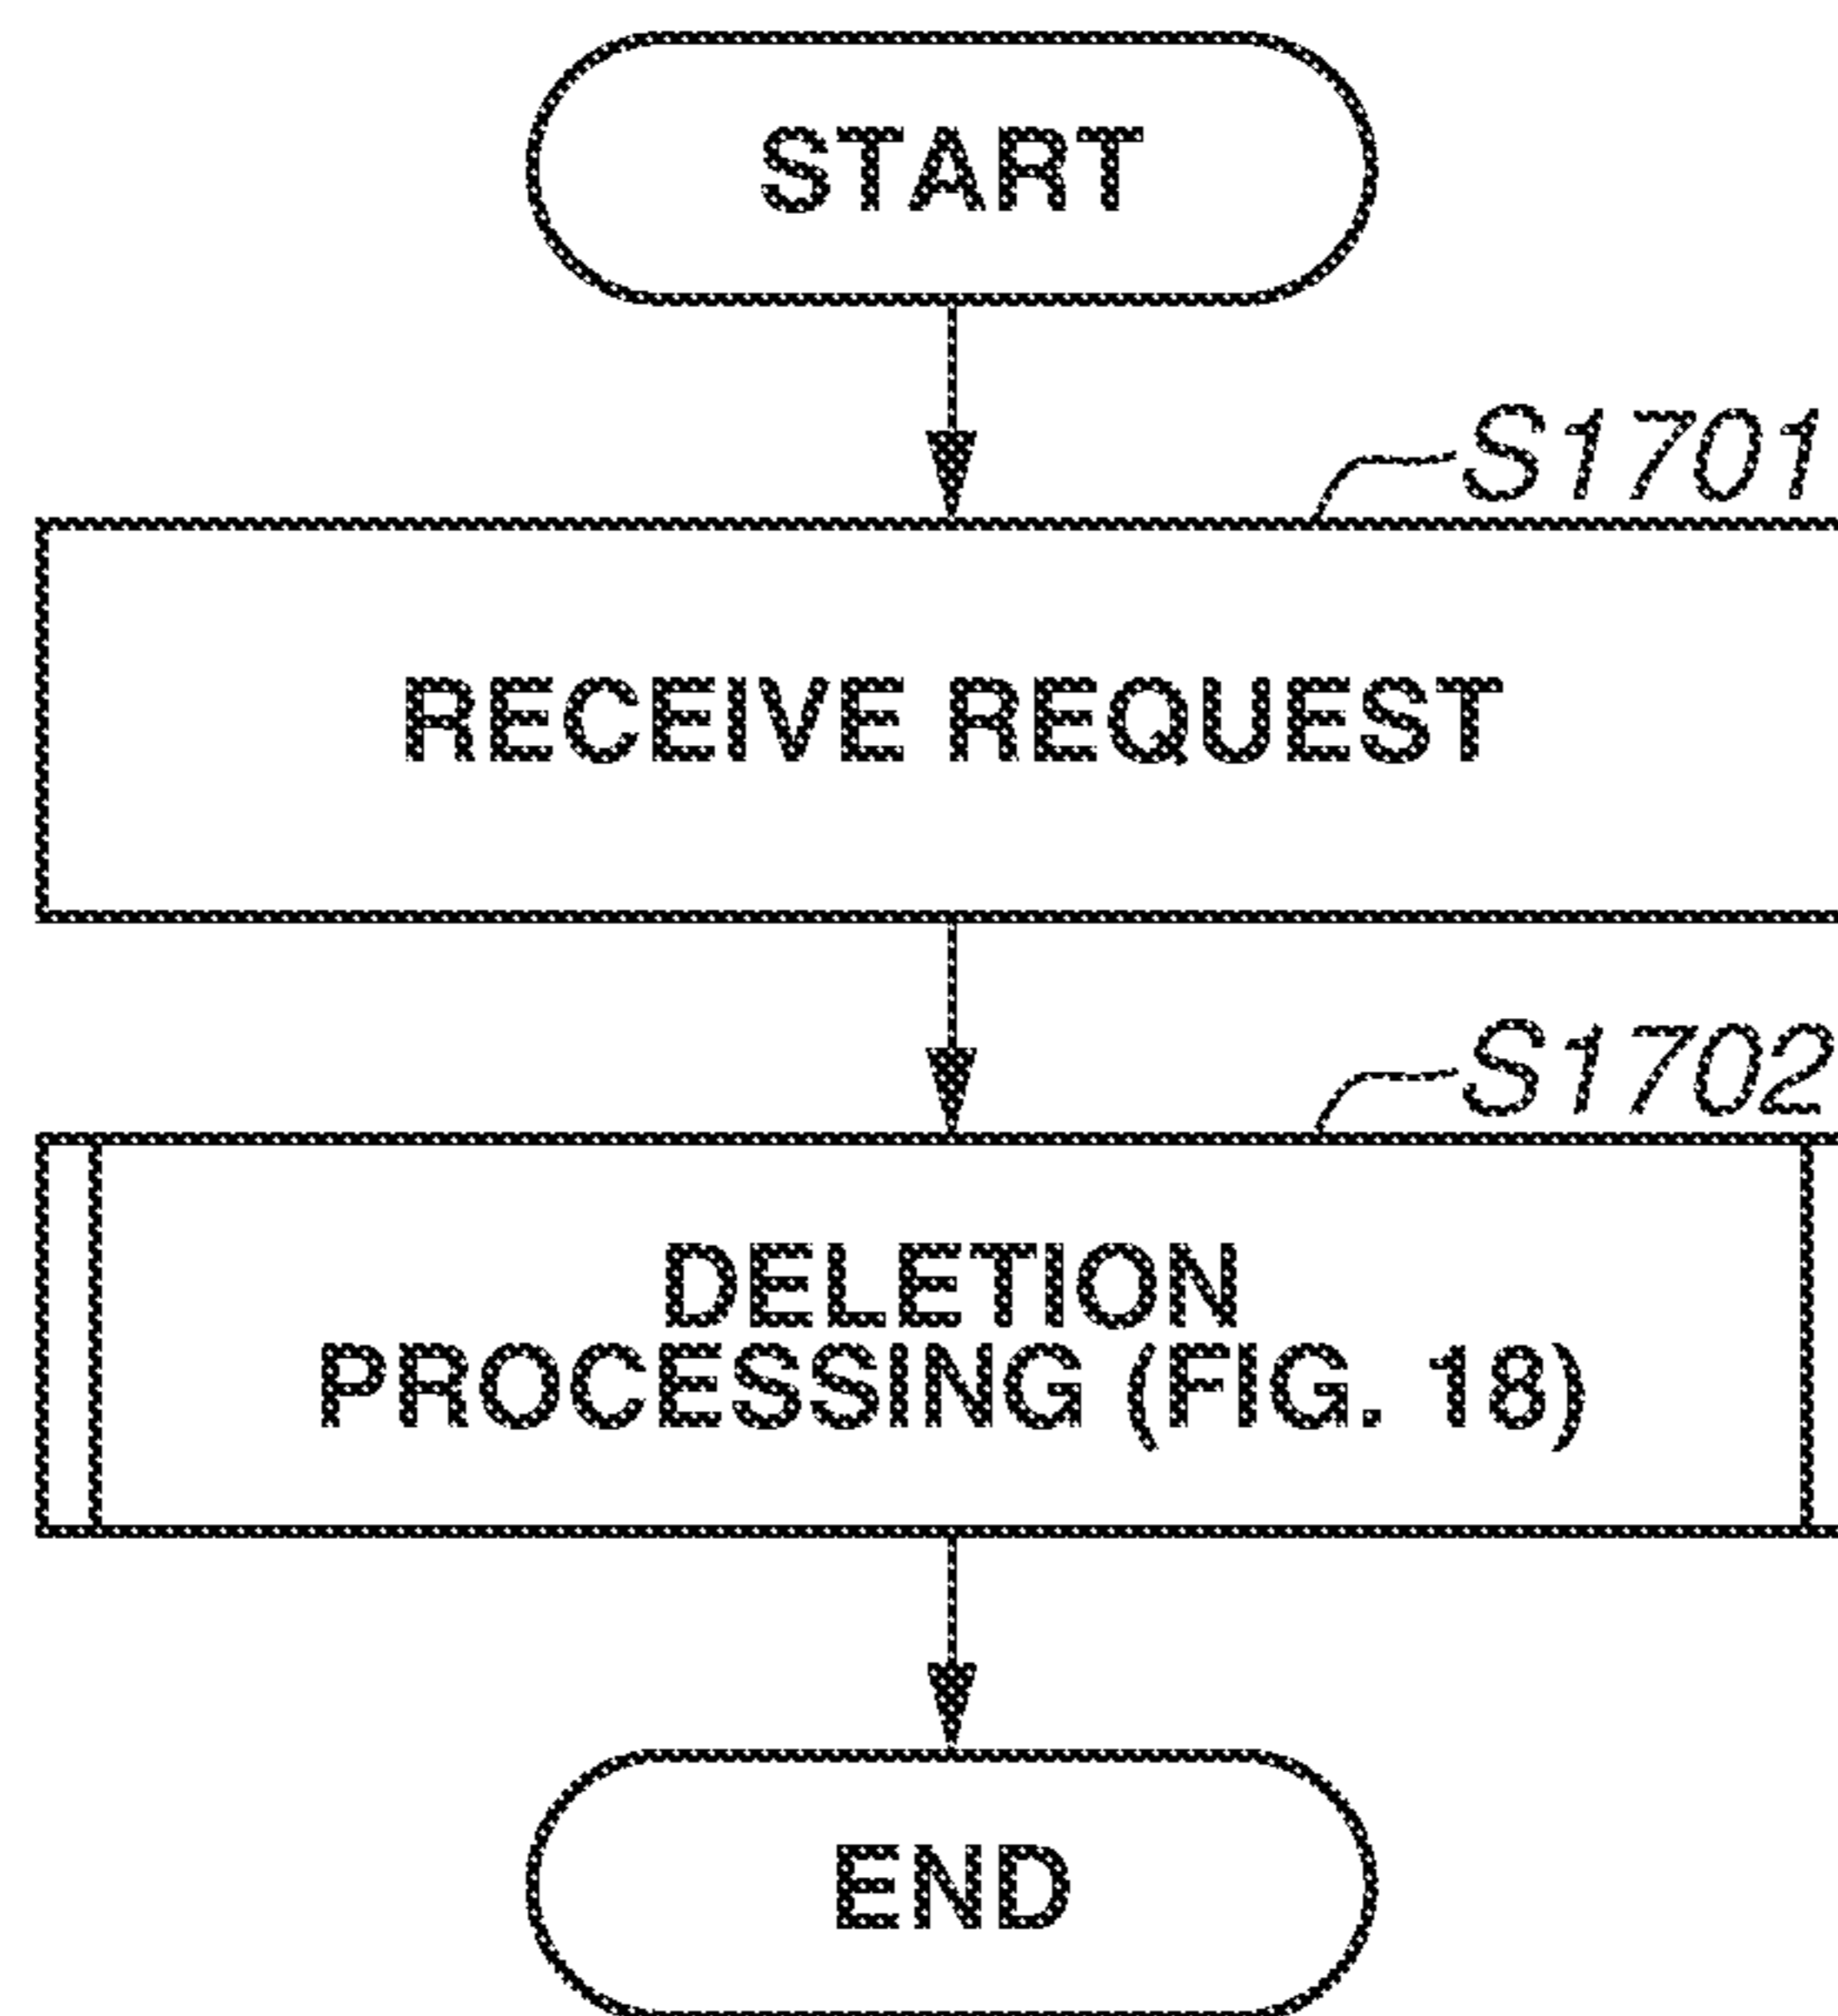 START
S1701
RECEIVE REQUEST
S1702
DELETION
PROCESSING (FIG. 18)
END